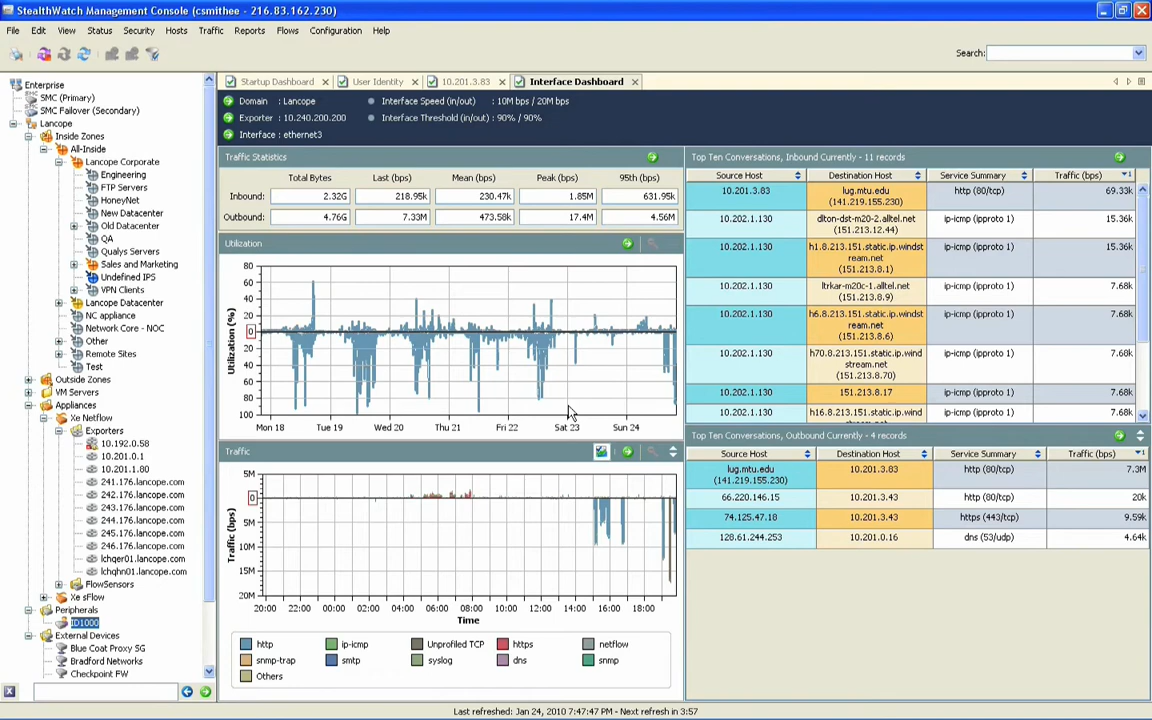 StealthWatch Management Console (csmithee - 216.83.162.230)
File Edit View Status Security Hosts Traffic Reports Flows Configuration Help
Search:
Enterprise
SMC (Primary)
SMC Failover (Secondary)
Lancope
Inside Zones
All-Inside
Lancope Corporate
Engineering
FTP Servers
HoneyNet
New Datacenter
Old Datacenter
QA
Qualys Servers
Sales and Marketing
Undefined IPS
VPN Clients
Lancope Datacenter
NC appliance
Network Core - NOC
Other
Remote Sites
Test
Outside Zones
VM Servers
Appliances
Xe Netflow
Exporters
10.192.0.58
10.201.0.1
10.201.1.80
241.176.lancope.com
242.176.lancope.com
243.176.lancope.com
244.176.lancope.com
245.176.lancope.com
246.176.lancope.com
lchqer01.lancope.com
lchqhn01.lancope.com
FlowSensors
Xe sFlow
Peripherals
ID1000
External Devices
Blue Coat Proxy SG
Bradford Networks
Checkpoint FW
Startup Dashboard User Identity 10.201.3.83 Interface Dashboard
Domain : Lancope Interface Speed (in/out) : 10M bps / 20M bps
Exporter : 10.240.200.200 Interface Threshold (in/out) : 90% / 90%
Interface : ethernet3
Traffic Statistics
Total Bytes Last (bps) Mean (bps) Peak (bps) 95th (bps)
Inbound: 2.32G 218.95k 230.47k 1.85M 631.95k
Outbound: 4.76G 7.33M 473.58k 17.4M 4.56M
Utilization
Utilization (%)
80
60
40
20
0
20
40
60
80
100
Mon 18 Tue 19 Wed 20 Thu 21 Fri 22 Sat 23 Sun 24
Traffic
Traffic (bps)
5M
0
5M
10M
15M
20M
20:00 22:00 00:00 02:00 04:00 06:00 08:00 10:00 12:00 14:00 16:00 18:00
Time
http ip-icmp Unprofiled TCP https netflow
snmp-trap smtp syslog dns snmp
Others
Top Ten Conversations, Inbound Currently - 11 records
Source Host Destination Host Service Summary Traffic (bps)
10.201.3.83 lug.mtu.edu (141.219.155.230) http (80/tcp) 69.33k
10.202.1.130 dlton-dst-m20-2.alltel.net (151.213.12.44) ip-icmp (ipproto 1) 15.36k
10.202.1.130 h1.8.213.151.static.ip.windstream.net (151.213.8.1) ip-icmp (ipproto 1) 15.36k
10.202.1.130 ltrkar-m20c-1.alltel.net (151.213.8.9) ip-icmp (ipproto 1) 7.68k
10.202.1.130 h6.8.213.151.static.ip.windstream.net (151.213.8.6) ip-icmp (ipproto 1) 7.68k
10.202.1.130 h70.8.213.151.static.ip.windstream.net (151.213.8.70) ip-icmp (ipproto 1) 7.68k
10.202.1.130 151.213.8.17 ip-icmp (ipproto 1) 7.68k
10.202.1.130 h16.8.213.151.static.ip.wind ip-icmp (ipproto 1) 7.68k
Top Ten Conversations, Outbound Currently - 4 records
Source Host Destination Host Service Summary Traffic (bps)
lug.mtu.edu (141.219.155.230) 10.201.3.83 http (80/tcp) 7.3M
66.220.146.15 10.201.3.43 http (80/tcp) 20k
74.125.47.18 10.201.3.43 https (443/tcp) 9.59k
128.61.244.253 10.201.0.16 dns (53/udp) 4.64k
Last refreshed: Jan 24, 2010 7:47:47 PM - Next refresh in 3:57